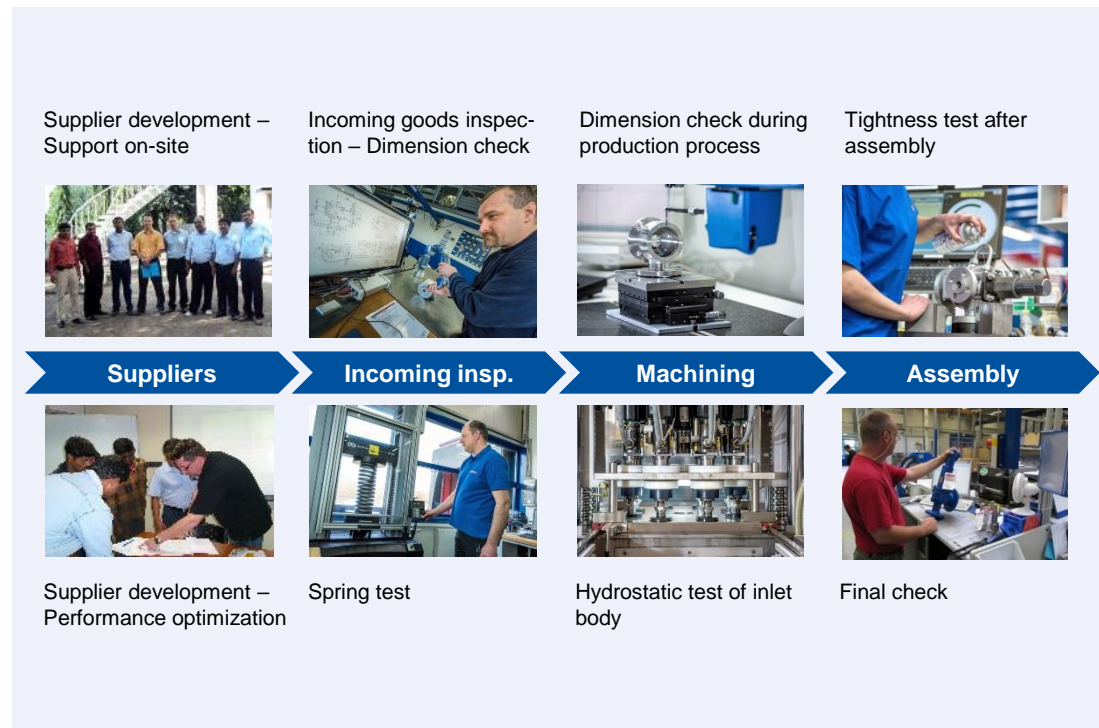 Supplier development –
Support on-site
Incoming goods inspec-
tion – Dimension check
Dimension check during
production process
Tightness test after
assembly
Suppliers
Incoming insp.
Machining
Assembly
Supplier development –
Performance optimization
Spring test
Hydrostatic test of inlet
body
Final check